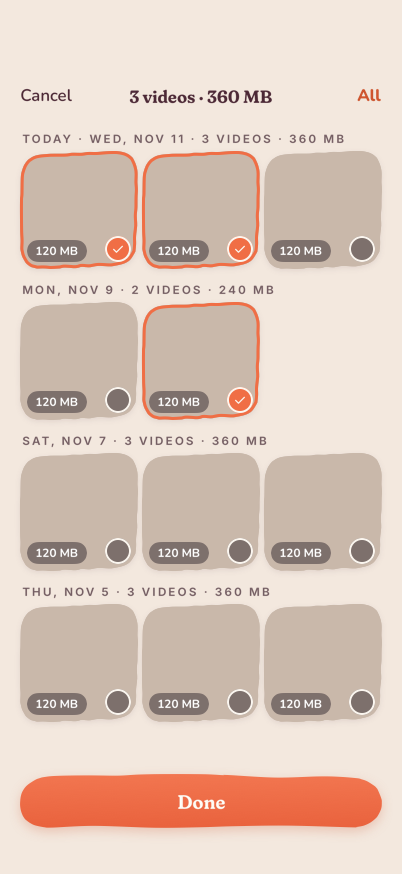 Cancel 3 videos · 360 MB All
TODAY · WED, NOV 11 · 3 VIDEOS · 360 MB
120 MB 120 MB 120 MB
MON, NOV 9 · 2 VIDEOS · 240 MB
120 MB 120 MB
SAT, NOV 7 · 3 VIDEOS · 360 MB
120 MB 120 MB 120 MB
THU, NOV 5 · 3 VIDEOS · 360 MB
120 MB 120 MB 120 MB
Done